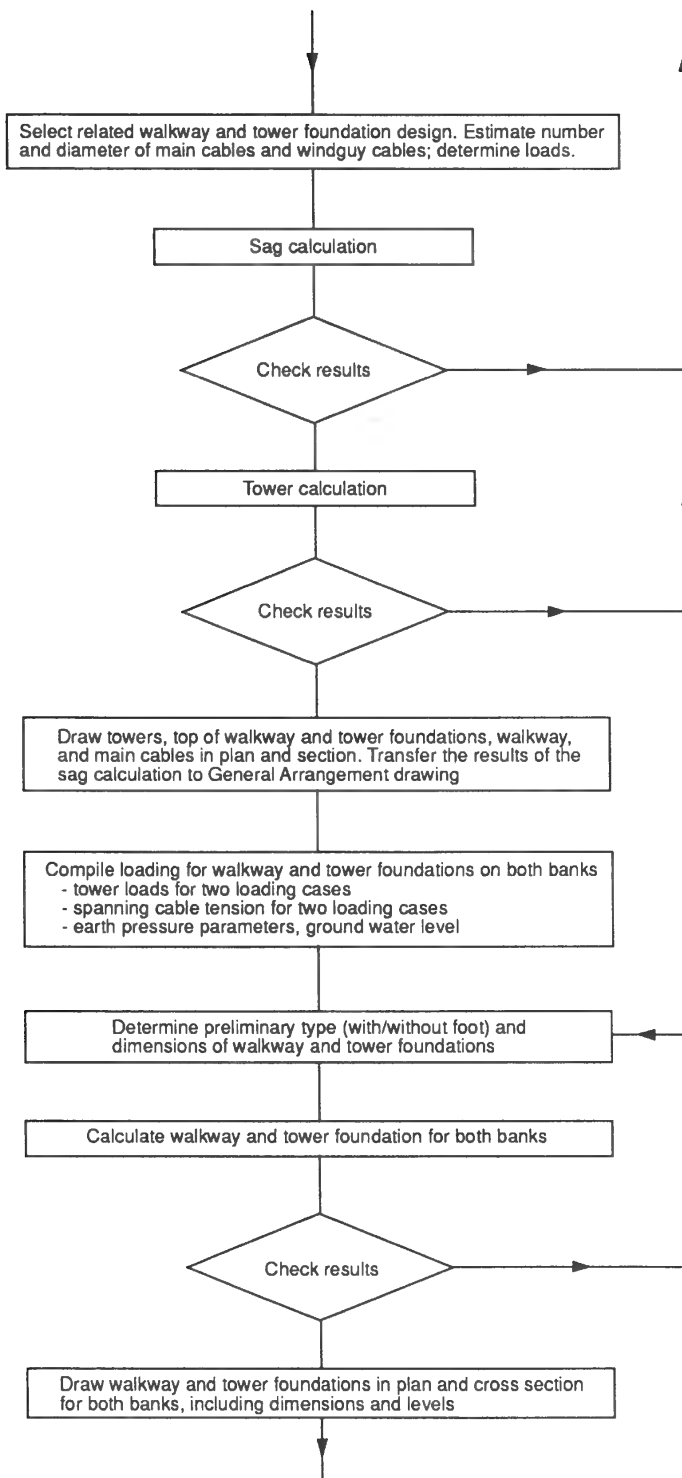 Select related walkway and tower foundation design. Estimate number
and diameter of main cables and windguy cables; determine loads.
Sag calculation
Check results
Tower calculation
Check results
Draw towers, top of walkway and tower foundations, walkway,
and main cables in plan and section. Transfer the results of the
sag calculation to General Arrangement drawing
Compile loading for walkway and tower foundations on both banks
- tower loads for two loading cases
- spanning cable tension for two loading cases
- earth pressure parameters, ground water level
Determine preliminary type (with/without foot) and
dimensions of walkway and tower foundations
Calculate walkway and tower foundation for both banks
Check results
Draw walkway and tower foundations in plan and cross section
for both banks, including dimensions and levels